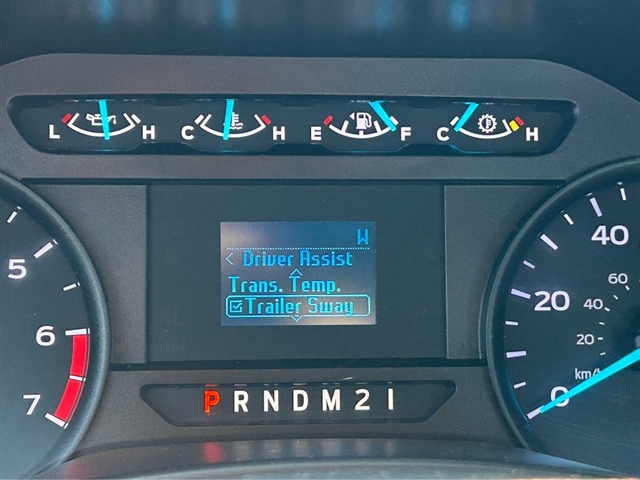 L H C H E F C H
W
< Driver Assist
Trans. Temp.
Trailer Sway
5
6
7
40
20
0
60
40
20
km/h
P R N D M 2 1